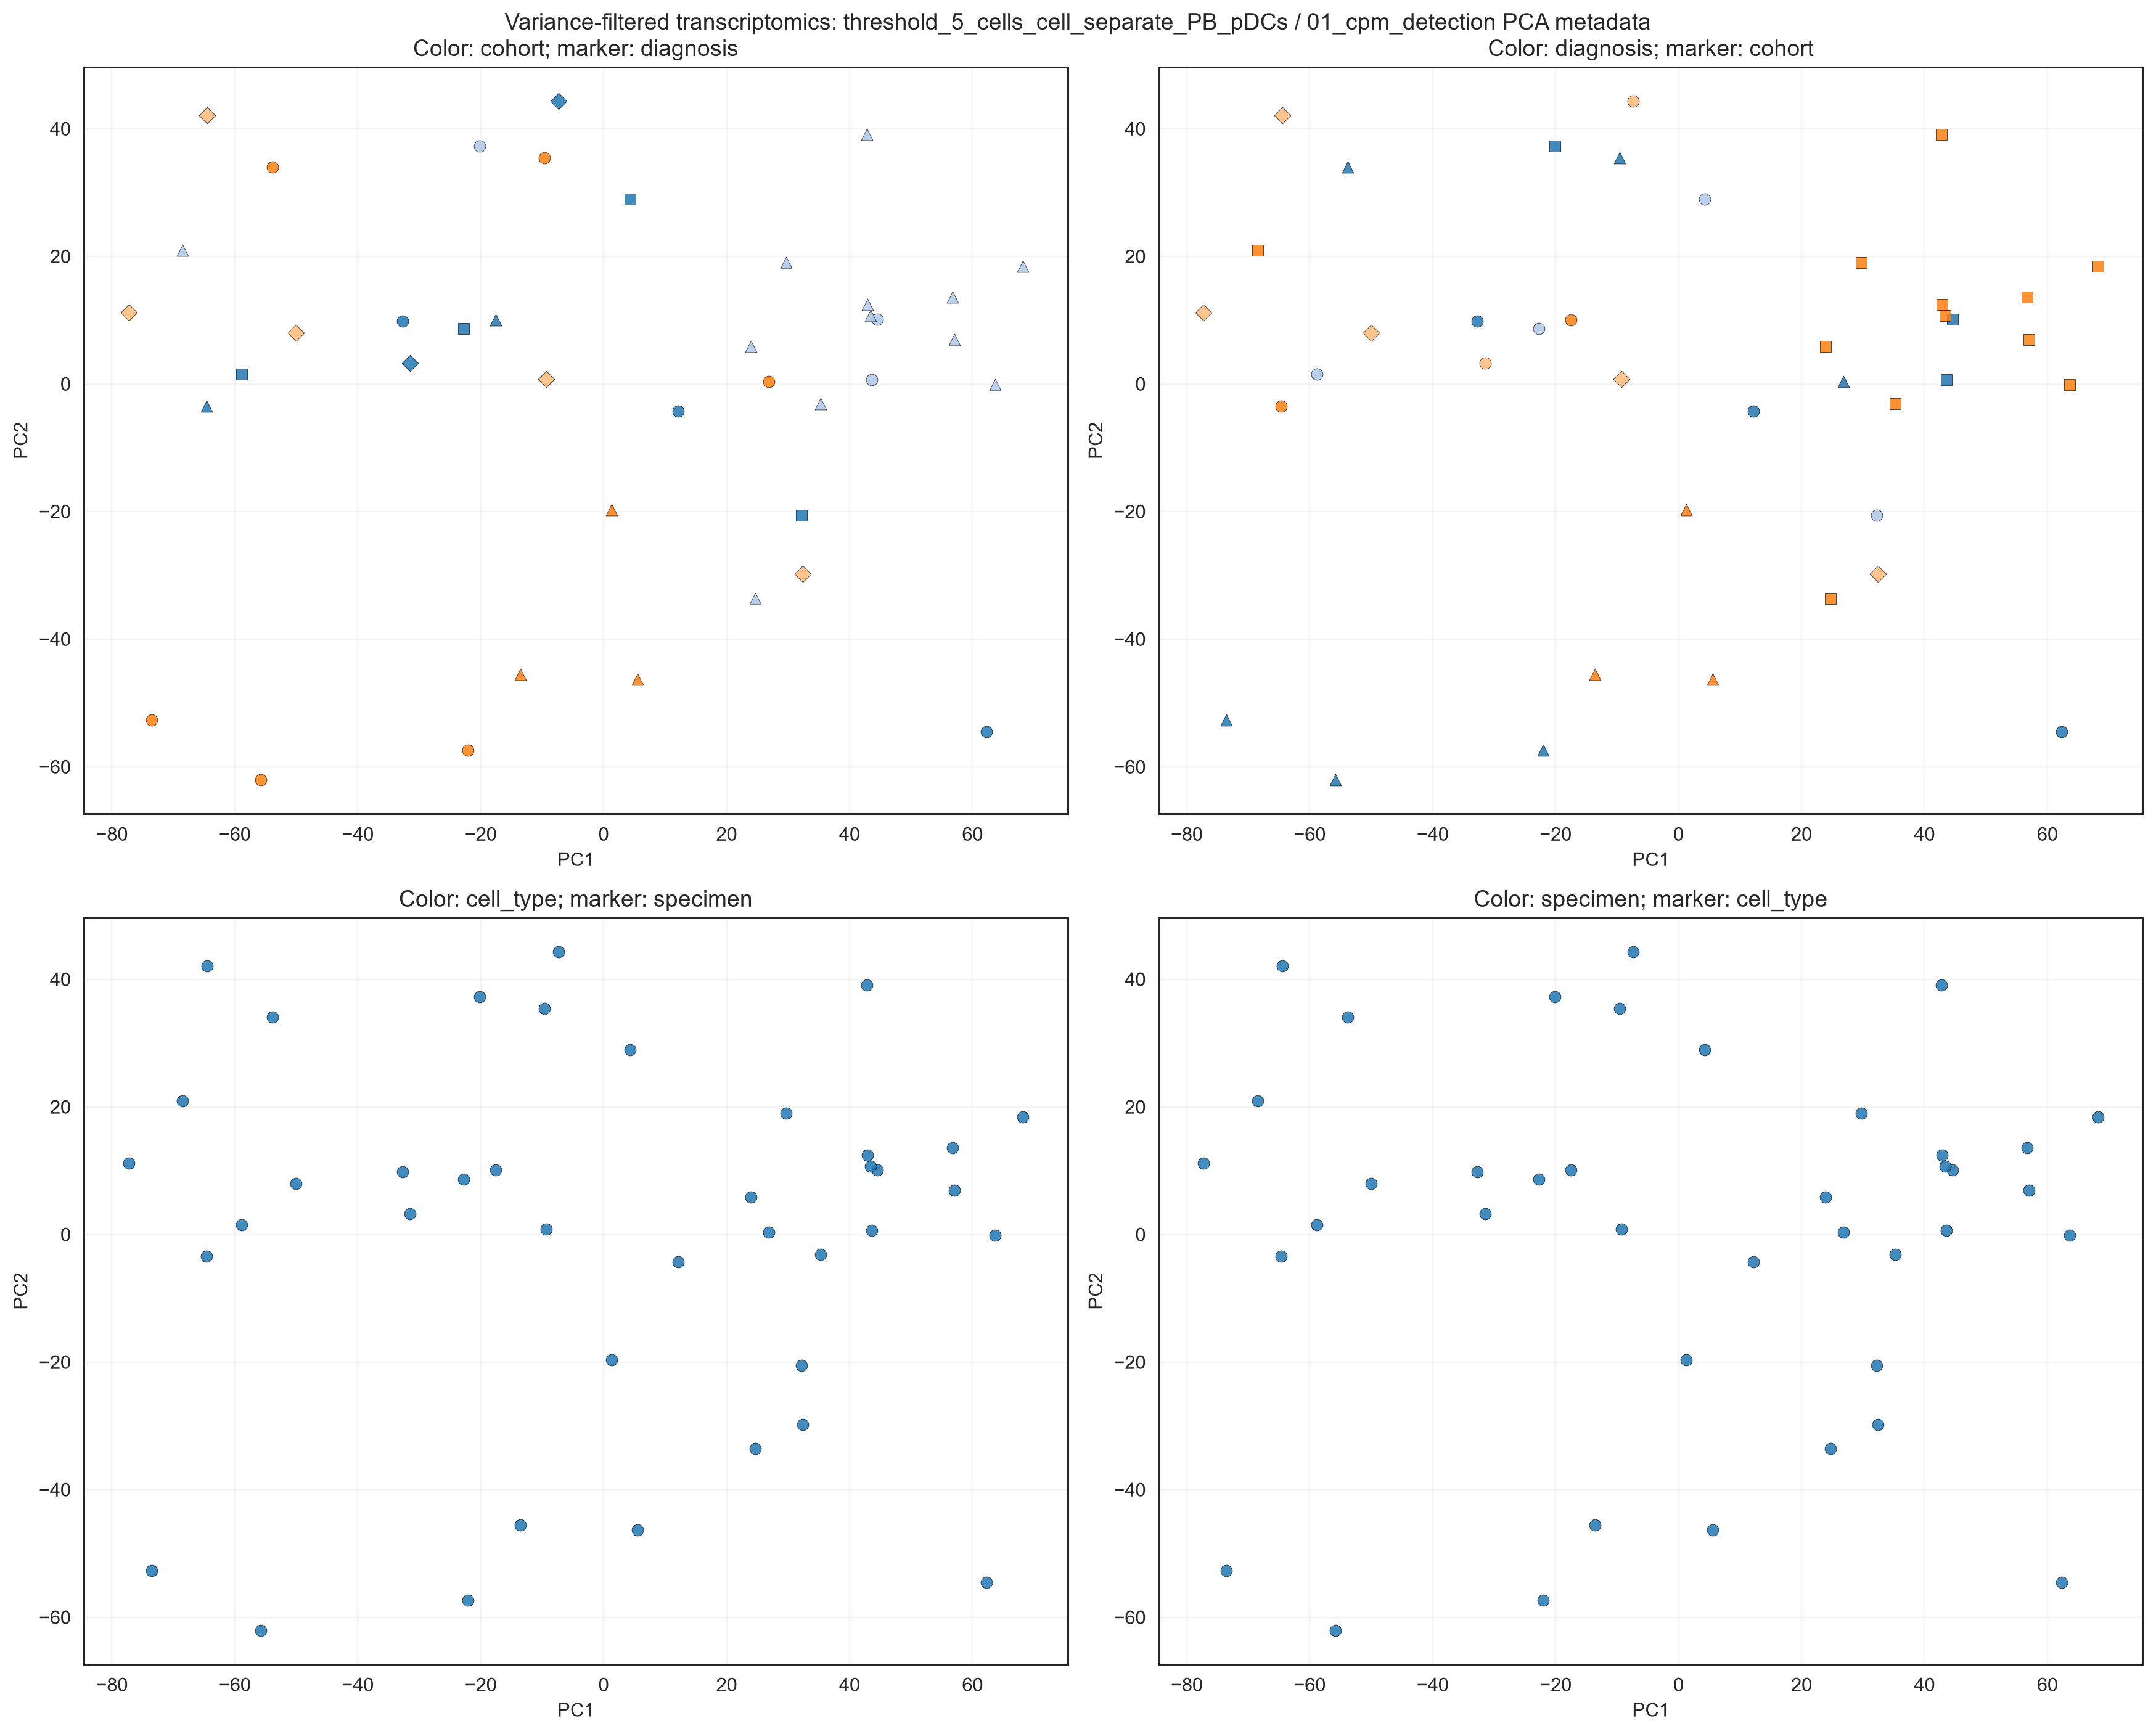 Variance-filtered transcriptomics: threshold_5_cells_cell_separate_PB_pDCs / 01_cpm_detection PCA metadata
Color: cohort; marker: diagnosis
40
20
0
−20
−40
−60
PC2
−80 −60 −40 −20 0 20 40 60
PC1
Color: diagnosis; marker: cohort
40
20
0
−20
−40
−60
PC2
−80 −60 −40 −20 0 20 40 60
PC1
Color: cell_type; marker: specimen
40
20
0
−20
−40
−60
PC2
−80 −60 −40 −20 0 20 40 60
PC1
Color: specimen; marker: cell_type
40
20
0
−20
−40
−60
PC2
−80 −60 −40 −20 0 20 40 60
PC1